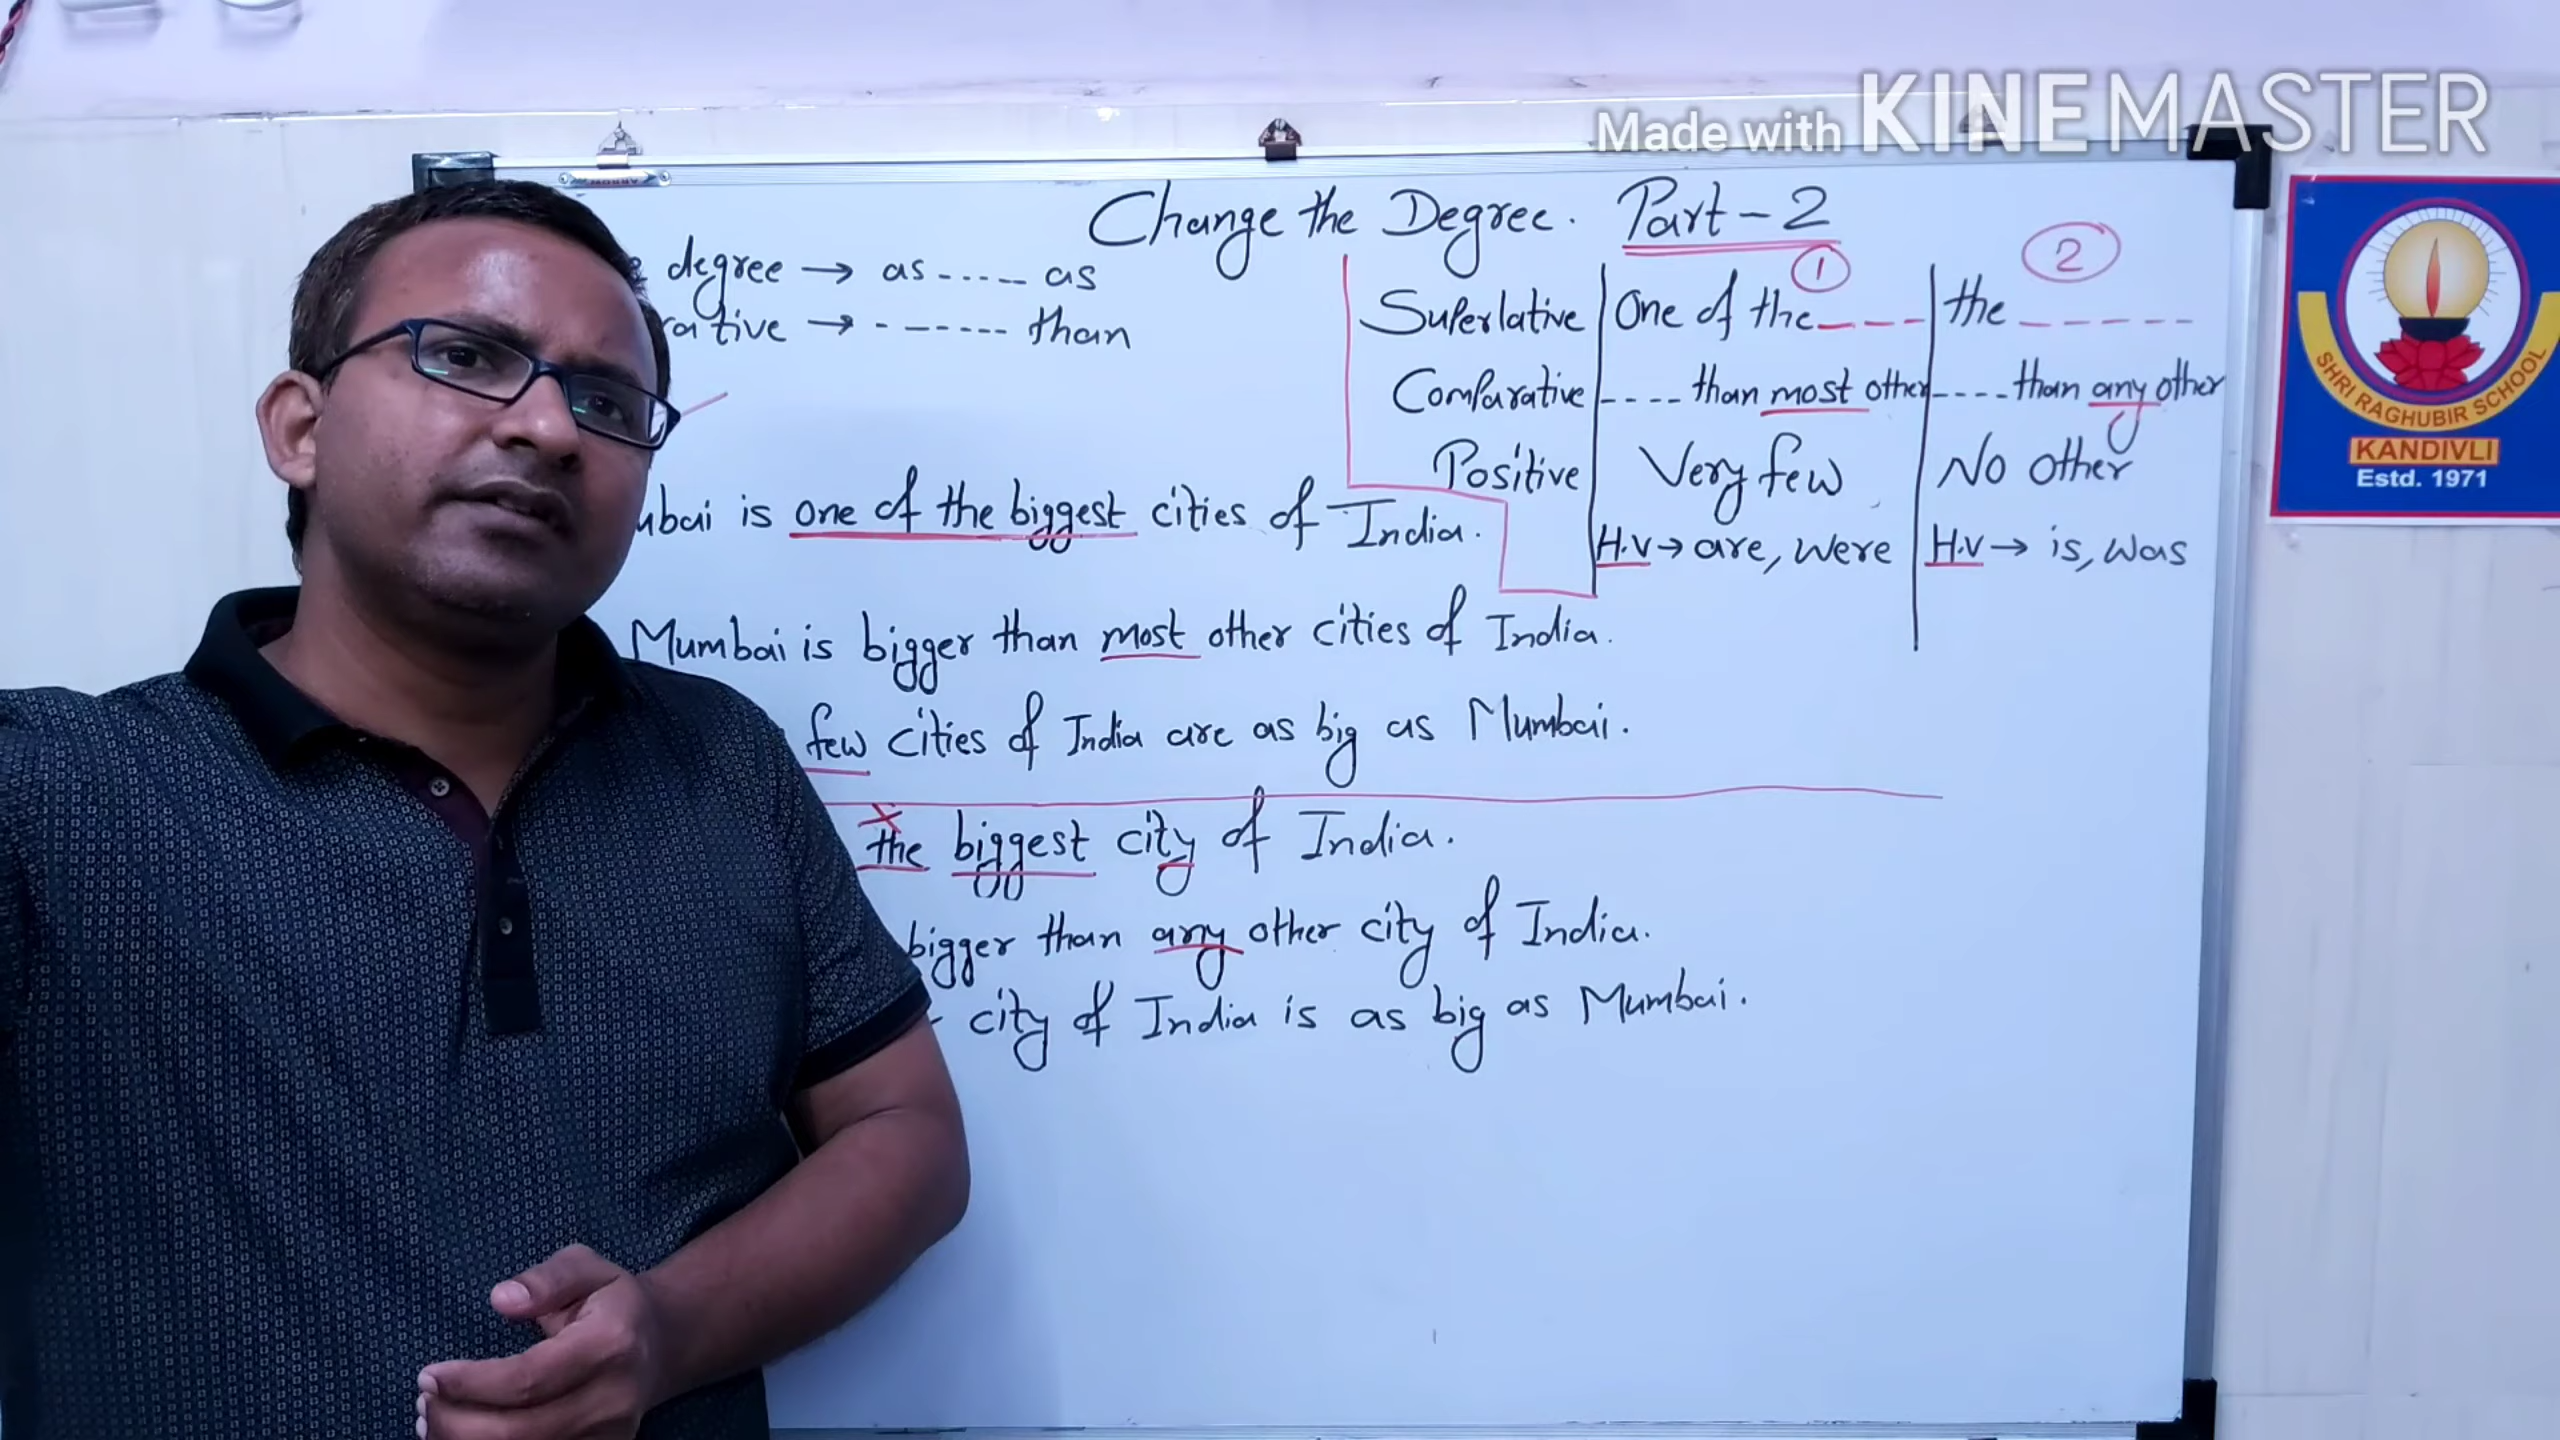 Made with KINEMASTER
Change the Degree. Part-2
degree → as ----- as
→ ------- than
1
2
Superlative One of the---- the -----
Comparative ---- than most other ---- than any other
Positive Very few No other
H.V → are, were H.V → is, was
is one of the biggest cities of India.
Mumbai is bigger than most other cities of India.
few cities of India are as big as Mumbai.
x
the biggest city of India.
bigger than any other city of India.
city of India is as big as Mumbai.
SHRI RAGHUBIR SCHOOL
KANDIVLI
Estd. 1971